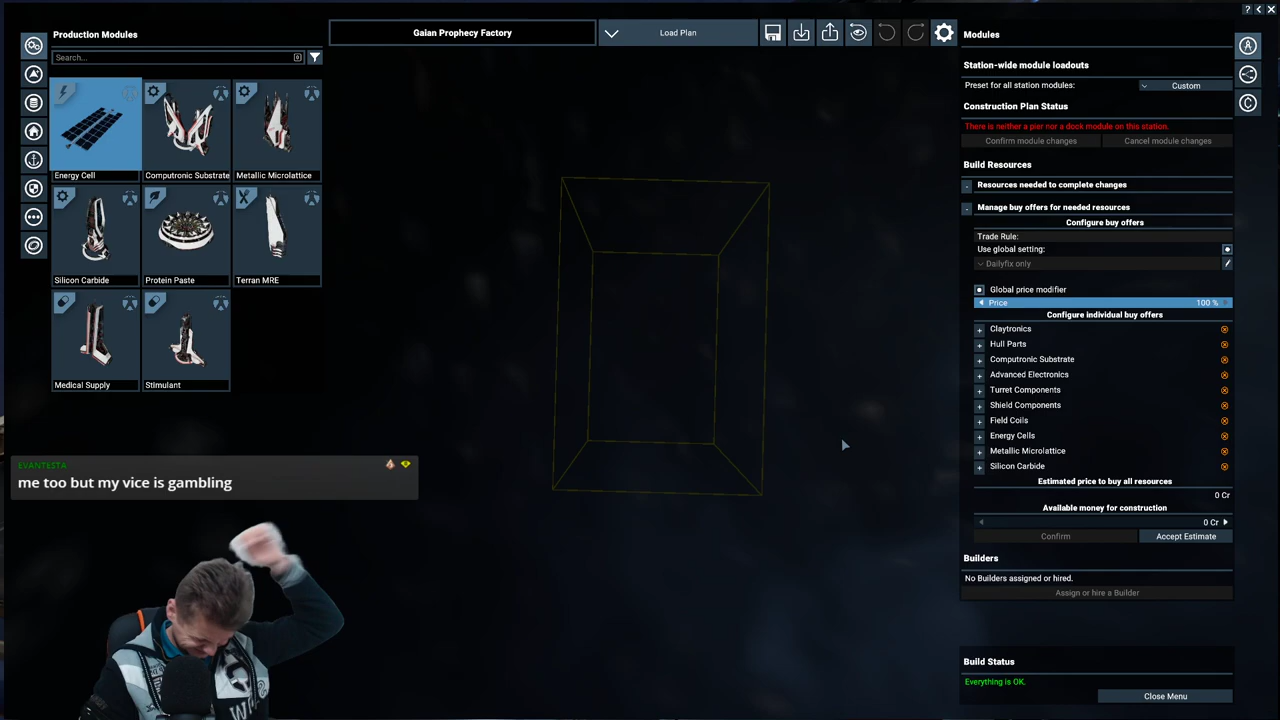 ? < X
Production Modules
Search...
Energy Cell
Computronic Substrate
Metallic Microlattice
Silicon Carbide
Protein Paste
Terran MRE
Medical Supply
Stimulant
Gaian Prophecy Factory
Load Plan
EVANTESTA
me too but my vice is gambling
Modules
Station-wide module loadouts
Preset for all station modules: Custom
Construction Plan Status
There is neither a pier nor a dock module on this station.
Confirm module changes Cancel module changes
Build Resources
- Resources needed to complete changes
- Manage buy offers for needed resources
Configure buy offers
Trade Rule:
Use global setting:
Dailyfix only
Global price modifier
Price 100 %
Configure individual buy offers
+ Claytronics
+ Hull Parts
+ Computronic Substrate
+ Advanced Electronics
+ Turret Components
+ Shield Components
+ Field Coils
+ Energy Cells
+ Metallic Microlattice
+ Silicon Carbide
Estimated price to buy all resources
0 Cr
Available money for construction
0 Cr
Confirm Accept Estimate
Builders
No Builders assigned or hired.
Assign or hire a Builder
Build Status
Everything is OK.
Close Menu